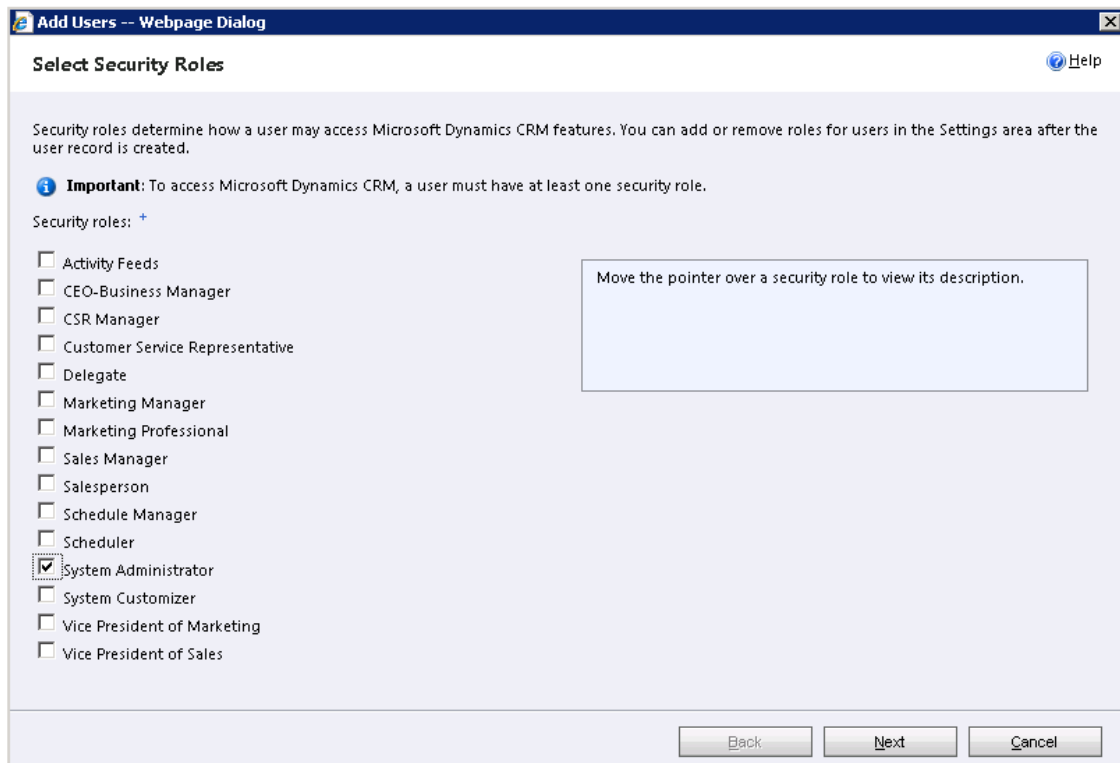 Add Users -- Webpage Dialog
Select Security Roles
Help
Security roles determine how a user may access Microsoft Dynamics CRM features. You can add or remove roles for users in the Settings area after the
user record is created.
Important: To access Microsoft Dynamics CRM, a user must have at least one security role.
Security roles: +
Activity Feeds
Move the pointer over a security role to view its description.
CEO-Business Manager
CSR Manager
Customer Service Representative
Delegate
Marketing Manager
Marketing Professional
Sales Manager
Salesperson
Schedule Manager
Scheduler
System Administrator
System Customizer
Vice President of Marketing
Vice President of Sales
Back
Next
Cancel